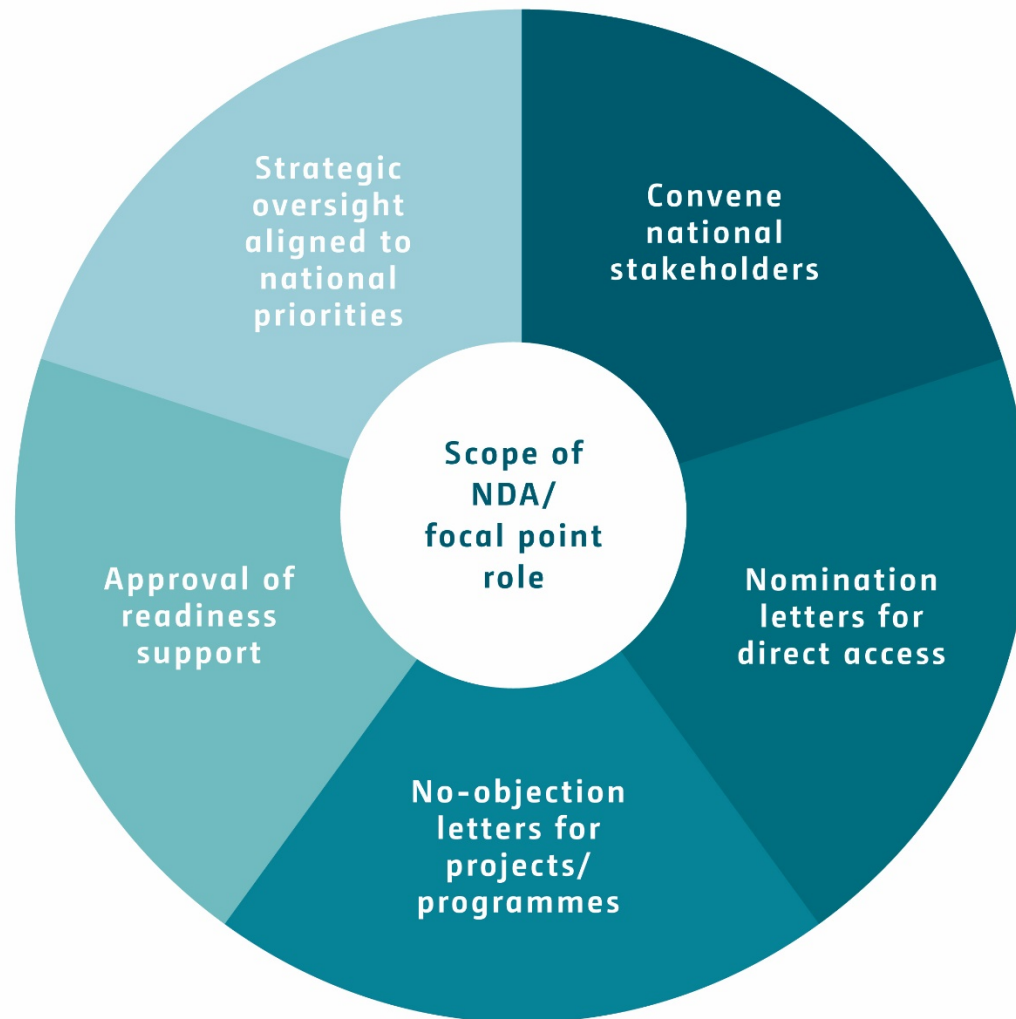 Strategic
oversight
aligned to
national
priorities
Convene
national
stakeholders
Scope of
NDA/
focal point
role
Approval of
readiness
support
Nomination
letters for
direct access
No-objection
letters for
projects/
programmes